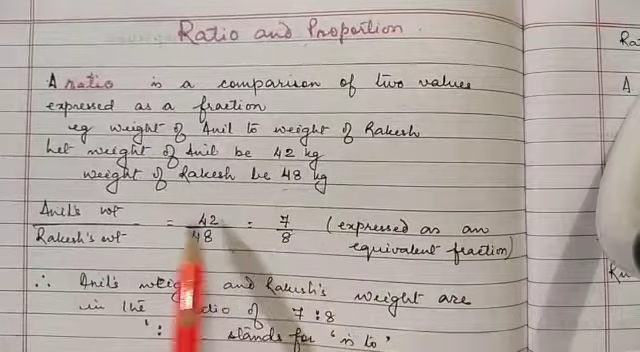 Ratio and Proportion
A ratio is a comparison of two values
expressed as a fraction
eg weight of Anil to weight of Rakesh
Let weight of Anil be 42 kg
weight of Rakesh be 48 kg
Anil's wt / Rakesh's wt = 42/48 = 7/8 (expressed as an
equivalent fraction)
∴ Anil's and Rakesh's weight are
in the of 7 : 8
' : stands for 'is to'